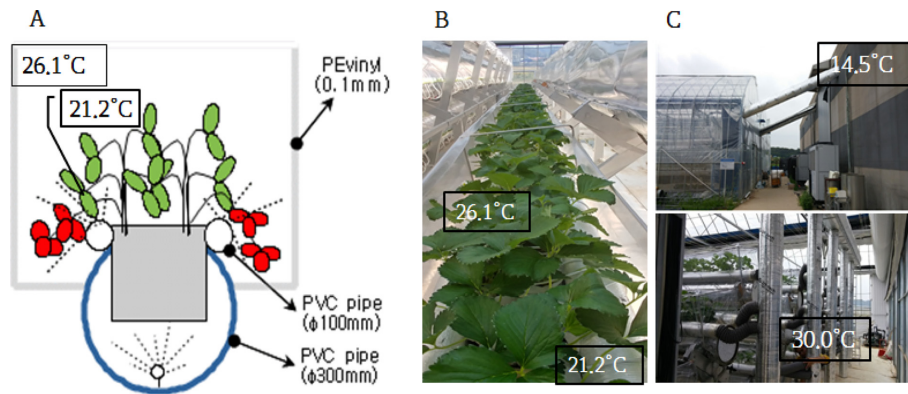 A
26.1˚C
21.2˚C
PEvinyl
(0.1mm)
PVC pipe
(ϕ100mm)
PVC pipe
(ϕ300mm)
B
26.1˚C
21.2˚C
C
14.5˚C
30.0˚C